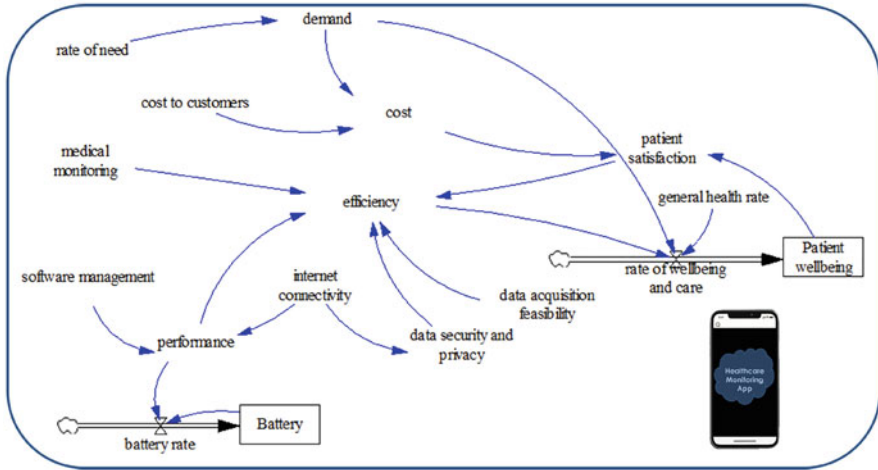 demand
rate of need
cost to customers
cost
medical
monitoring
patient
satisfaction
efficiency
general health rate
Patient
wellbeing
software management
internet
connectivity
rate of wellbeing
and care
data acquisition
feasibility
performance
data security and
privacy
Healthcare
Monitoring
App
Battery
battery rate